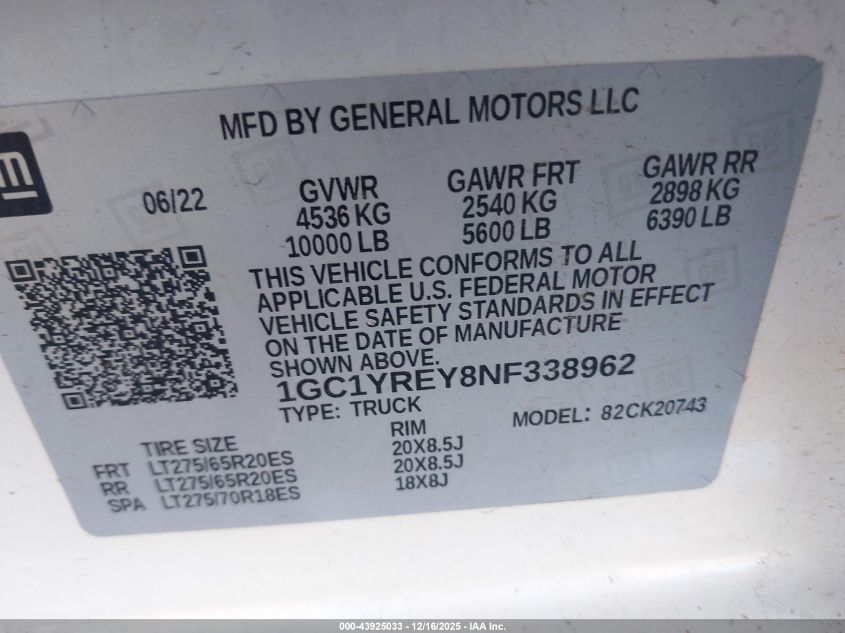 MFD BY GENERAL MOTORS LLC
gm
06/22
GVWR
4536 KG
10000 LB
GAWR FRT
2540 KG
5600 LB
GAWR RR
2898 KG
6390 LB
THIS VEHICLE CONFORMS TO ALL
APPLICABLE U.S. FEDERAL MOTOR
VEHICLE SAFETY STANDARDS IN EFFECT
ON THE DATE OF MANUFACTURE
SHOWN ABOVE.
1GC1YREY8NF338962
TYPE: TRUCK
MODEL: 82CK20743
TIRE SIZE
RIM
FRT LT275/65R20ES 20X8.5J
RR LT275/65R20ES 20X8.5J
SPA LT275/70R18ES 18X8J
000-43925033 - 12/16/2025 - IAA Inc.